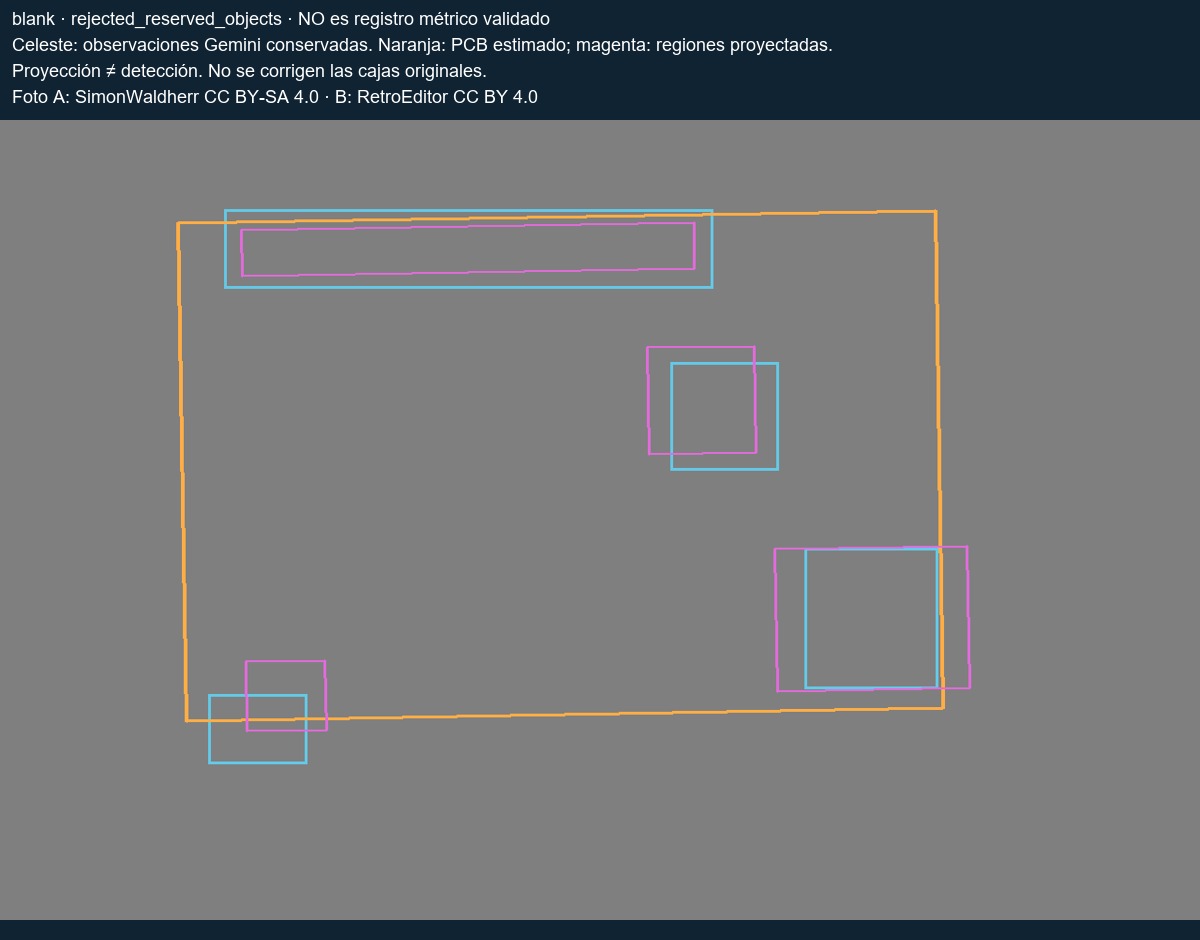 blank · rejected_reserved_objects · NO es registro métrico validado
Celeste: observaciones Gemini conservadas. Naranja: PCB estimado; magenta: regiones proyectadas.
Proyección ≠ detección. No se corrigen las cajas originales.
Foto A: SimonWaldherr CC BY-SA 4.0 · B: RetroEditor CC BY 4.0